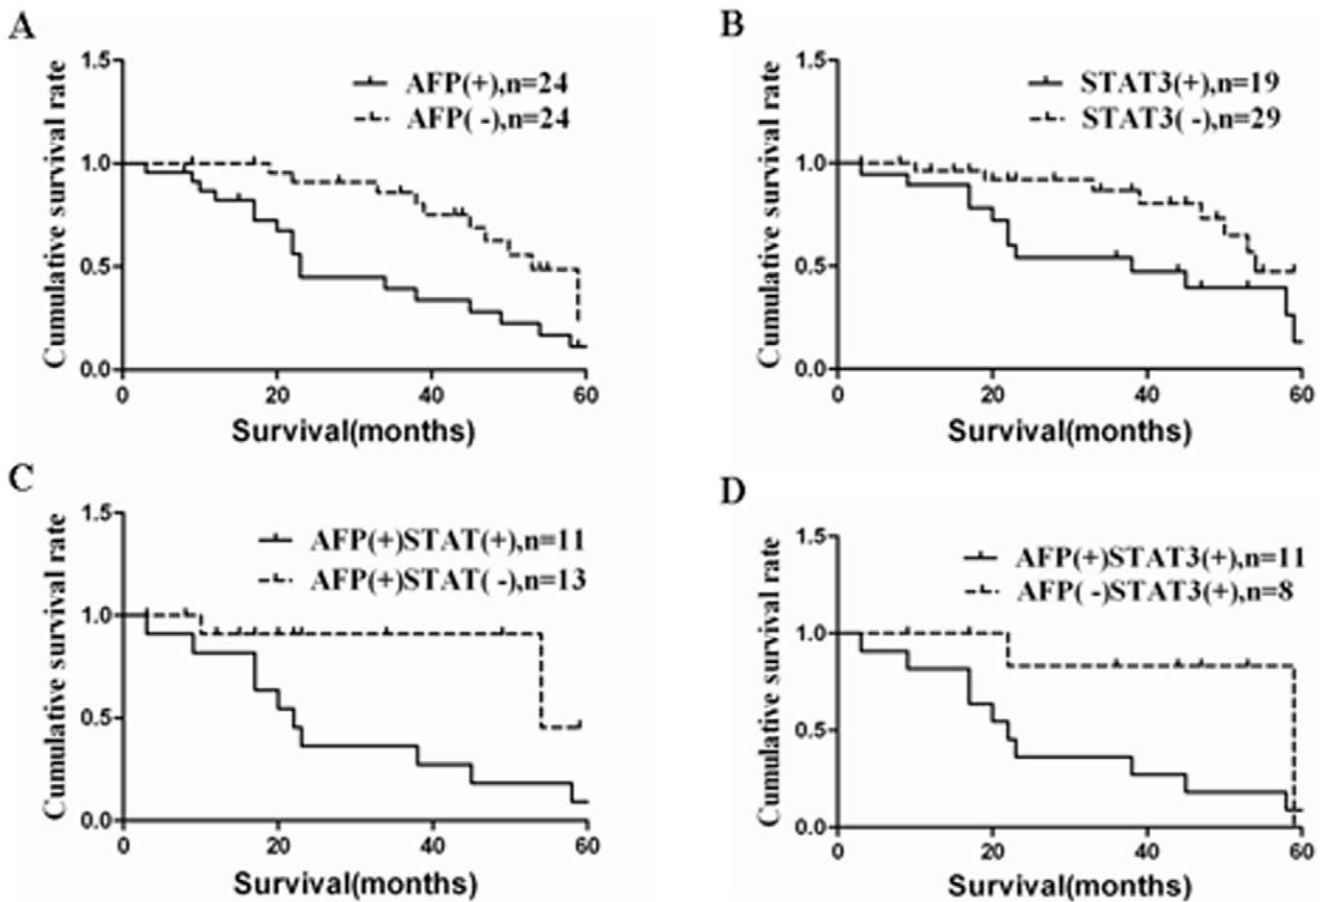 A
Cumulative survival rate
1.5
1.0
0.5
0.0
AFP(+),n=24
AFP( -),n=24
0 20 40 60
Survival(months)
B
Cumulative survival rate
1.5
1.0
0.5
0.0
STAT3(+),n=19
STAT3( -),n=29
0 20 40 60
Survival(months)
C
Cumulative survival rate
1.5
1.0
0.5
0.0
AFP(+)STAT(+),n=11
AFP(+)STAT( -),n=13
0 20 40 60
Survival(months)
D
Cumulative survival rate
1.5
1.0
0.5
0.0
AFP(+)STAT3(+),n=11
AFP( -)STAT3(+),n=8
0 20 40 60
Survival(months)